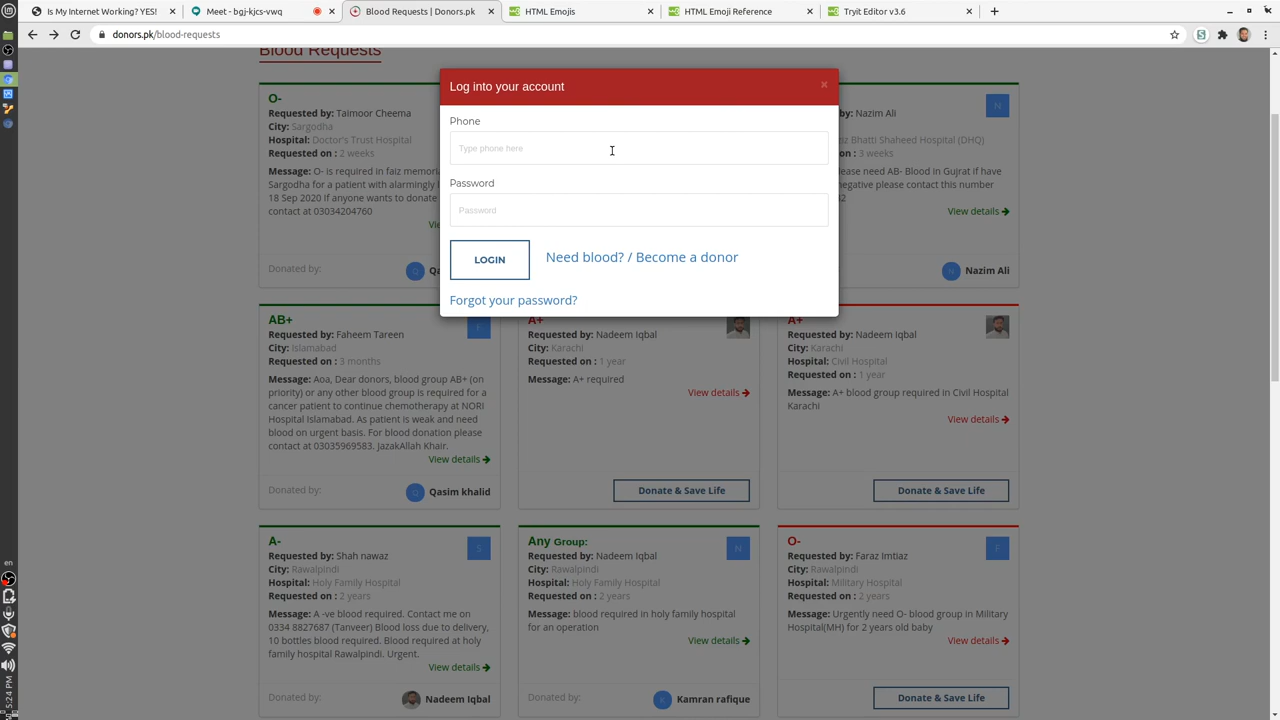 Is My Internet Working? YES!
Meet - bgj-kjcs-vwq
Blood Requests | Donors.pk
HTML Emojis
HTML Emoji Reference
Tryit Editor v3.6
donors.pk/blood-requests
Blood Requests
Log into your account
Phone
Type phone here
Password
Password
LOGIN
Need blood? / Become a donor
Forgot your password?
O-
Requested by: Taimoor Cheema
City: Sargodha
Hospital: Doctor's Trust Hospital
Requested on : 2 weeks
Message: O- is required in faiz memoria
Sargodha for a patient with alarmingly l
18 Sep 2020 if anyone wants to donate
contact at 03034204760
Donated by:
by: Nazim Ali
N
ziz Bhatti Shaheed Hospital (DHQ)
on : 3 weeks
ease need AB- Blood In Gujrat if have
negative please contact this number
View details
Nazim Ali
AB+
Requested by: Faheem Tareen
F
City: Islamabad
Requested on : 3 months
Message: Aoa, Dear donors, blood group AB+ (on
priority) or any other blood group is required for a
cancer patient to continue chemotherapy at NORI
Hospital Islamabad. As patient is weak and need
blood on urgent basis. For blood donation please
contact at 03035969583. JazakAllah Khair.
View details
Donated by:
Qasim khalid
A+
Requested by: Nadeem Iqbal
City: Karachi
Requested on : 1 year
Message: A+ required
View details
Donate & Save Life
A+
Requested by: Nadeem Iqbal
City: Karachi
Hospital: Civil Hospital
Requested on : 1 year
Message: A+ blood group required in Civil Hospital
Karachi
View details
Donate & Save Life
A-
Requested by: Shah nawaz
S
City: Rawalpindi
Hospital: Holy Family Hospital
Requested on : 2 years
Message: A -ve blood required. Contact me on
0334 8827687 (Tanveer) Blood loss due to delivery,
10 bottles blood required. Blood required at holy
family hospital Rawalpindi. Urgent.
View details
Donated by:
Nadeem Iqbal
Any Group:
Requested by: Nadeem Iqbal
N
City: Rawalpindi
Hospital: Holy Family Hospital
Requested on : 2 years
Message: blood required in holy family hospital
for an operation
View details
Donated by:
Kamran rafique
O-
Requested by: Faraz Imtiaz
F
City: Rawalpindi
Hospital: Military Hospital
Requested on : 2 years
Message: Urgently need O- blood group in Military
Hospital(MH) for 2 years old baby
View details
Donate & Save Life
en
5:24 PM